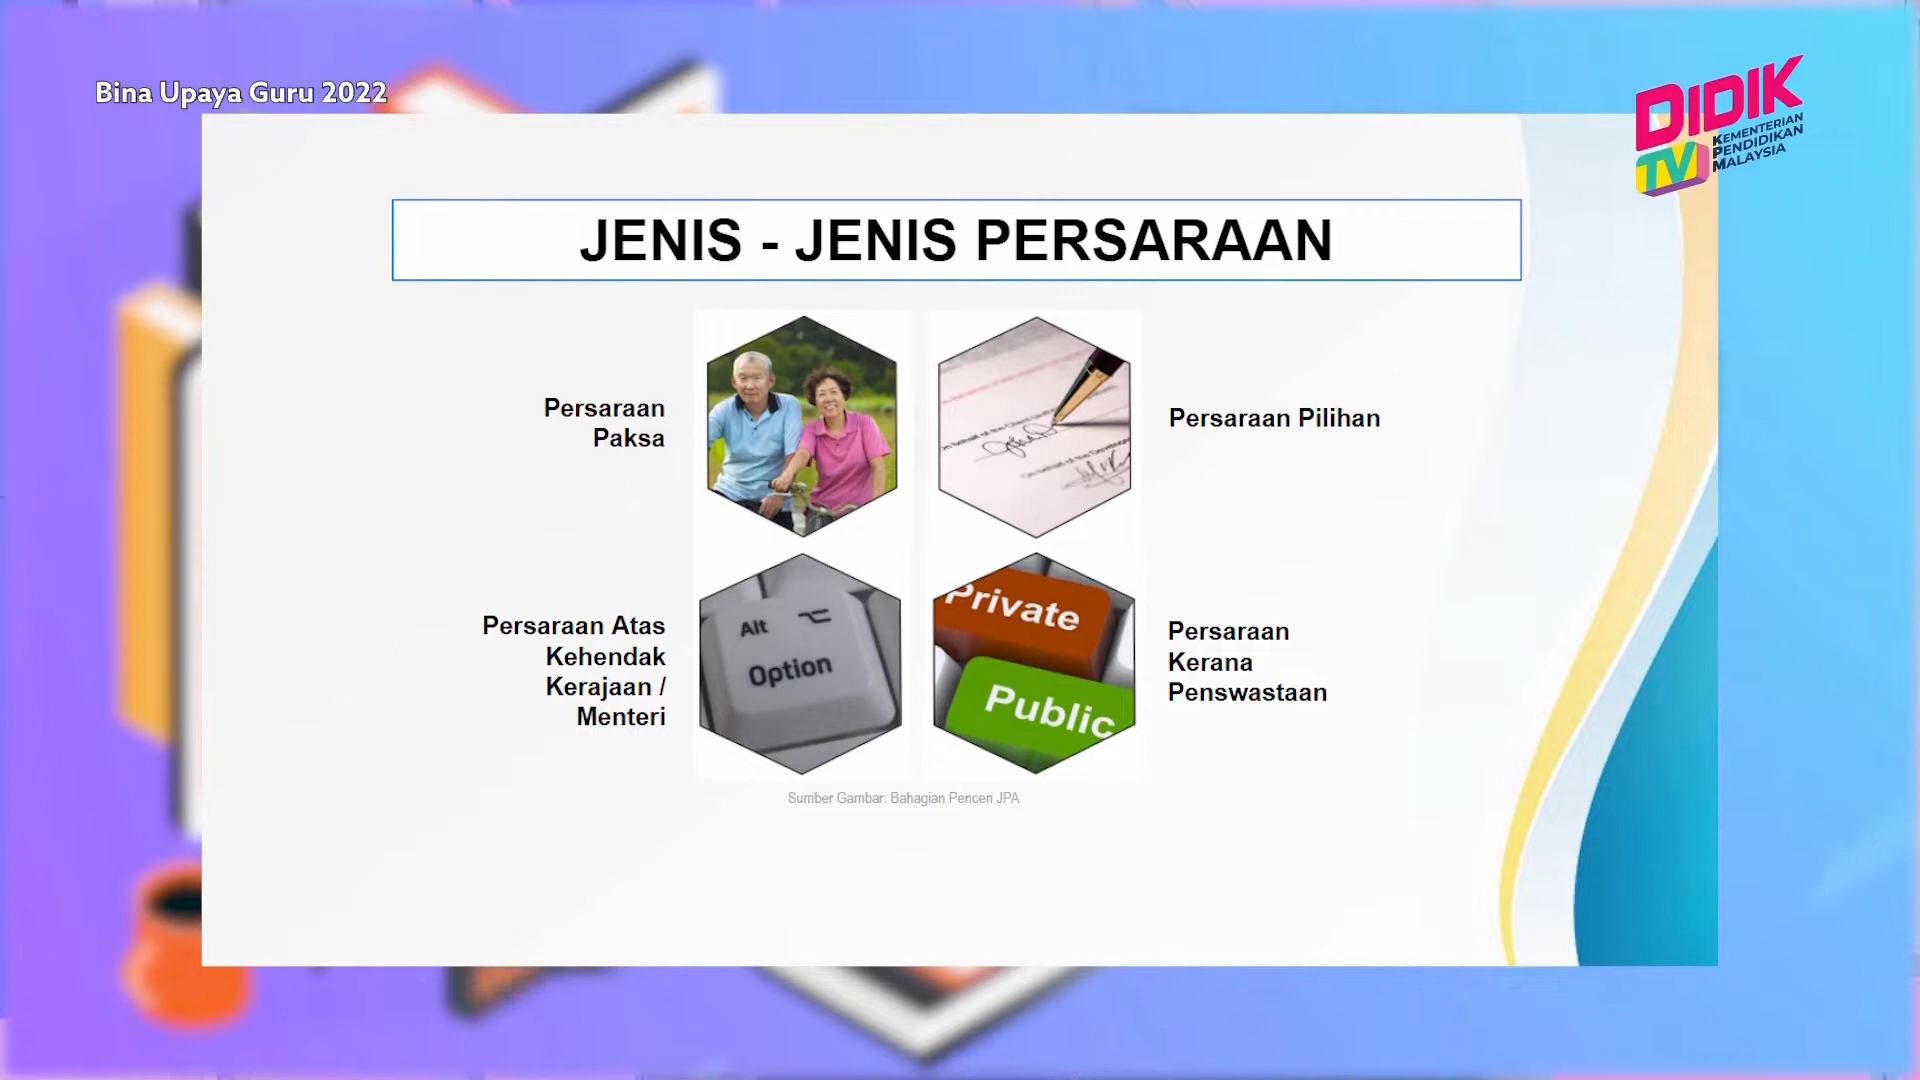 Bina Upaya Guru 2022
DIDIK
TV
KEMENTERIAN
PENDIDIKAN
MALAYSIA
JENIS - JENIS PERSARAAN
Persaraan
Paksa
Persaraan Pilihan
Persaraan Atas
Kehendak
Kerajaan /
Menteri
Alt
Option
Private
Public
Persaraan
Kerana
Penswastaan
Sumber Gambar: Bahagian Pencen JPA